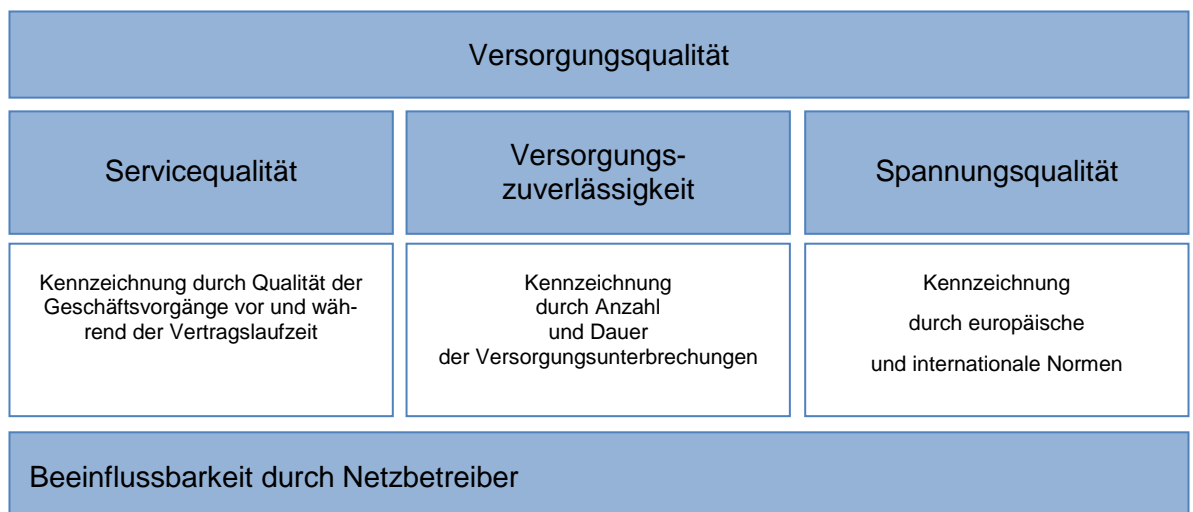 Versorgungsqualität
Servicequalität
Versorgungs-
zuverlässigkeit
Spannungsqualität
Kennzeichnung durch Qualität der
Geschäftsvorgänge vor und wäh-
rend der Vertragslaufzeit
Kennzeichnung
durch Anzahl
und Dauer
der Versorgungsunterbrechungen
Kennzeichnung
durch europäische
und internationale Normen
Beeinflussbarkeit durch Netzbetreiber